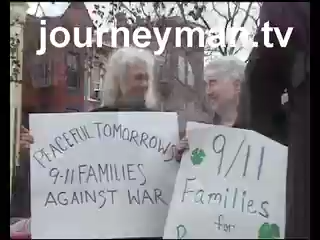 journeyman.tv
PEACEFUL TOMORROWS
9-11 FAMILIES
AGAINST WAR
9/11
Families
for